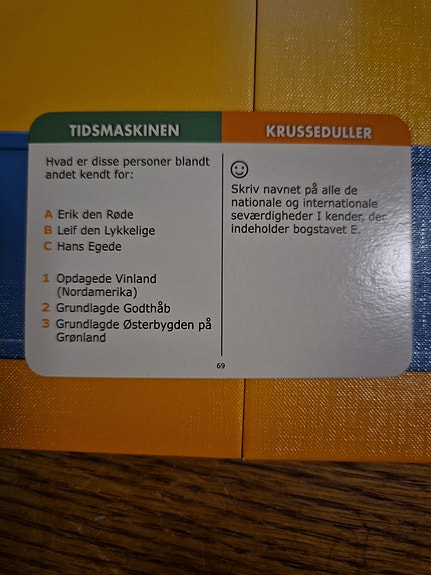 TIDSMASKINEN
Hvad er disse personer blandt
andet kendt for:
A Erik den Røde
B Leif den Lykkelige
C Hans Egede
1 Opdagede Vinland
(Nordamerika)
2 Grundlagde Godthåb
3 Grundlagde Østerbygden på
Grønland
KRUSSEDULLER
Skriv navnet på alle de
nationale og internationale
seværdigheder I kender, der
indeholder bogstavet E.
69